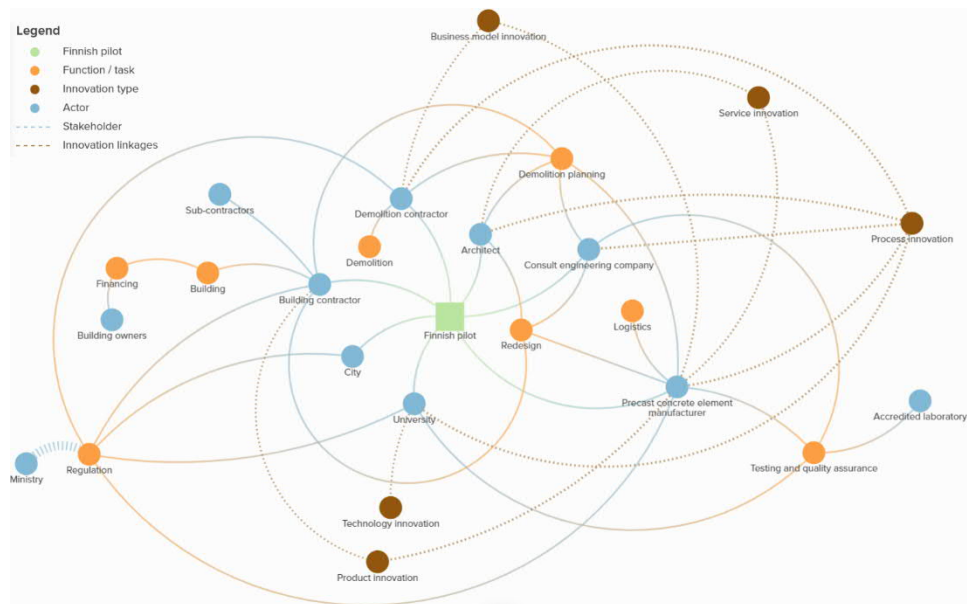 Legend
Finnish pilot
Function / task
Innovation type
Actor
Stakeholder
Innovation linkages
Business model innovation
Service innovation
Demolition planning
Sub-contractors
Demolition contractor
Process innovation
Architect
Demolition
Consult engineering company
Financing
Building
Building contractor
Building owners
Finnish pilot
Redesign
Logistics
City
Precast concrete element
manufacturer
Accredited laboratory
University
Regulation
Ministry
Testing and quality assurance
Technology innovation
Product innovation